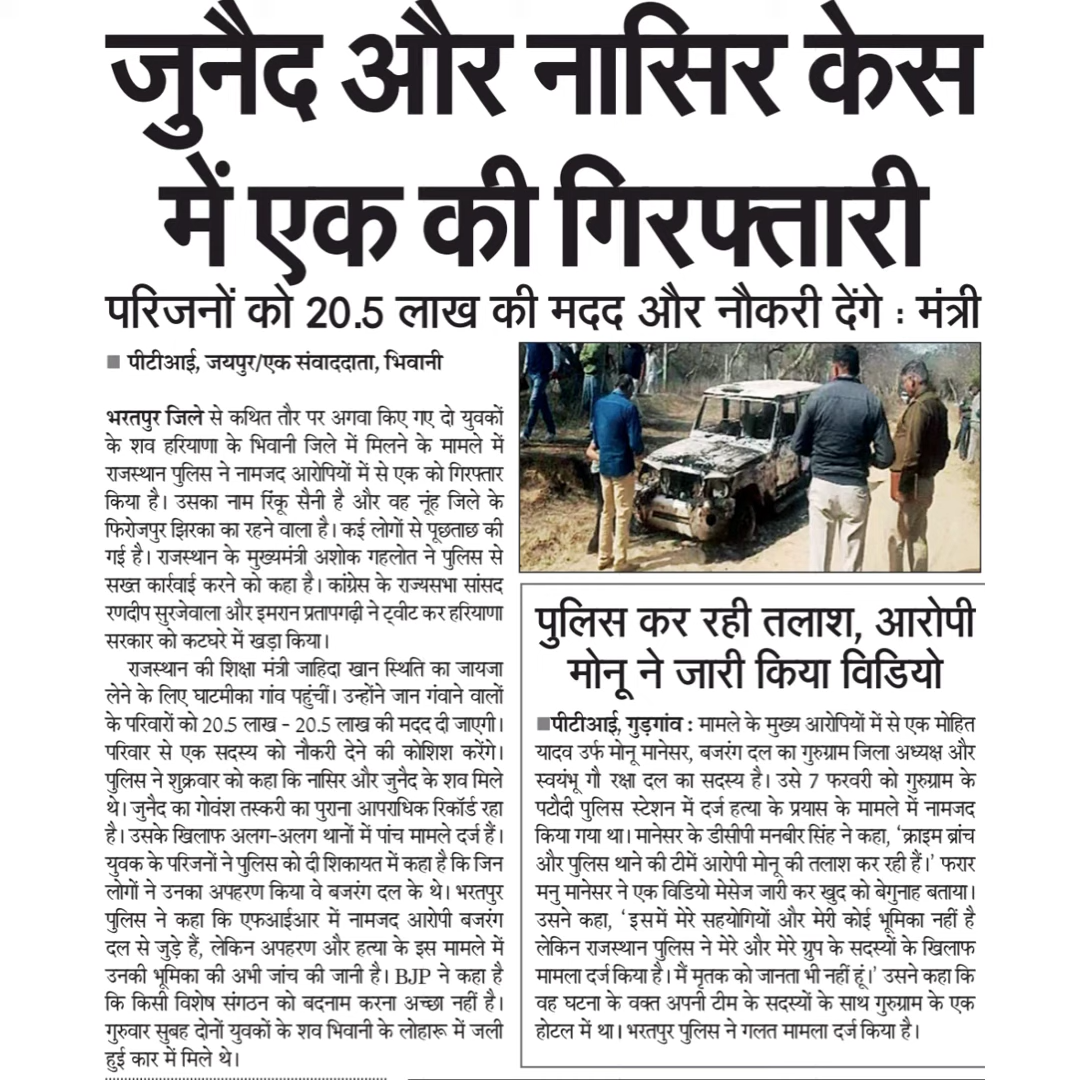 जुनैद और नासिर केस
में एक की गिरफ्तारी
परिजनों को 20.5 लाख की मदद और नौकरी देंगे : मंत्री
■ पीटीआई, जयपुर/एक संवाददाता, भिवानी
भरतपुर जिले से कथित तौर पर अगवा किए गए दो युवकों
के शव हरियाणा के भिवानी जिले में मिलने के मामले में
राजस्थान पुलिस ने नामजद आरोपियों में से एक को गिरफ्तार
किया है। उसका नाम रिंकू सैनी है और वह नूंह जिले के
फिरोजपुर झिरका का रहने वाला है। कई लोगों से पूछताछ की
गई है। राजस्थान के मुख्यमंत्री अशोक गहलोत ने पुलिस से
सख्त कार्रवाई करने को कहा है। कांग्रेस के राज्यसभा सांसद
रणदीप सुरजेवाला और इमरान प्रतापगढ़ी ने ट्वीट कर हरियाणा
सरकार को कटघरे में खड़ा किया।
राजस्थान की शिक्षा मंत्री जाहिदा खान स्थिति का जायजा
लेने के लिए घाटमीका गांव पहुंचीं। उन्होंने जान गंवाने वालों
के परिवारों को 20.5 लाख - 20.5 लाख की मदद दी जाएगी।
परिवार से एक सदस्य को नौकरी देने की कोशिश करेंगे।
पुलिस ने शुक्रवार को कहा कि नासिर और जुनैद के शव मिले
थे। जुनैद का गोवंश तस्करी का पुराना आपराधिक रिकॉर्ड रहा
है। उसके खिलाफ अलग-अलग थानों में पांच मामले दर्ज हैं।
युवक के परिजनों ने पुलिस को दी शिकायत में कहा है कि जिन
लोगों ने उनका अपहरण किया वे बजरंग दल के थे। भरतपुर
पुलिस ने कहा कि एफआईआर में नामजद आरोपी बजरंग
दल से जुड़े हैं, लेकिन अपहरण और हत्या के इस मामले में
उनकी भूमिका की अभी जांच की जानी है। BJP ने कहा है
कि किसी विशेष संगठन को बदनाम करना अच्छा नहीं है।
गुरुवार सुबह दोनों युवकों के शव भिवानी के लोहारू में जली
हुई कार में मिले थे।
पुलिस कर रही तलाश, आरोपी
मोनू ने जारी किया विडियो
■पीटीआई, गुड़गांव : मामले के मुख्य आरोपियों में से एक मोहित
यादव उर्फ मोनू मानेसर, बजरंग दल का गुरुग्राम जिला अध्यक्ष और
स्वयंभू गौ रक्षा दल का सदस्य है। उसे 7 फरवरी को गुरुग्राम के
पटौदी पुलिस स्टेशन में दर्ज हत्या के प्रयास के मामले में नामजद
किया गया था। मानेसर के डीसीपी मनबीर सिंह ने कहा, 'क्राइम ब्रांच
और पुलिस थाने की टीमें आरोपी मोनू की तलाश कर रही हैं।' फरार
मनु मानेसर ने एक विडियो मेसेज जारी कर खुद को बेगुनाह बताया।
उसने कहा, 'इसमें मेरे सहयोगियों और मेरी कोई भूमिका नहीं है
लेकिन राजस्थान पुलिस ने मेरे और मेरे ग्रुप के सदस्यों के खिलाफ
मामला दर्ज किया है। मैं मृतक को जानता भी नहीं हूं।' उसने कहा कि
वह घटना के वक्त अपनी टीम के सदस्यों के साथ गुरुग्राम के एक
होटल में था। भरतपुर पुलिस ने गलत मामला दर्ज किया है।